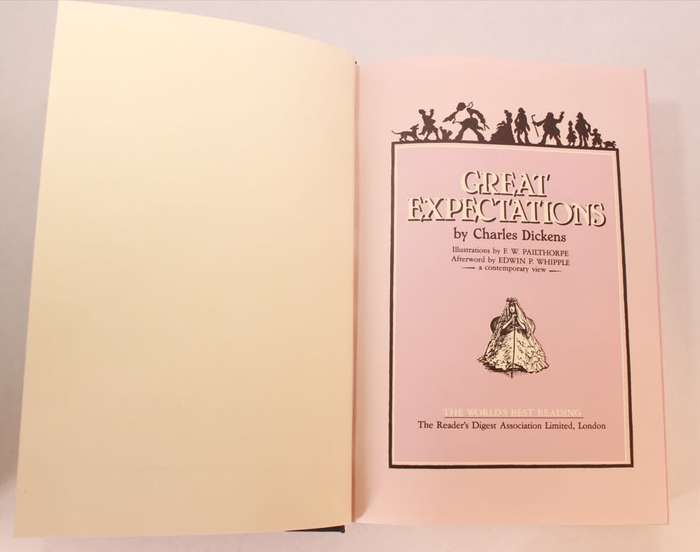 GREAT
EXPECTATIONS
by Charles Dickens
Illustrations by F. W. PAILTHORPE
Afterword by EDWIN P. WHIPPLE
— a contemporary view —
THE WORLD'S BEST READING
The Reader's Digest Association Limited, London